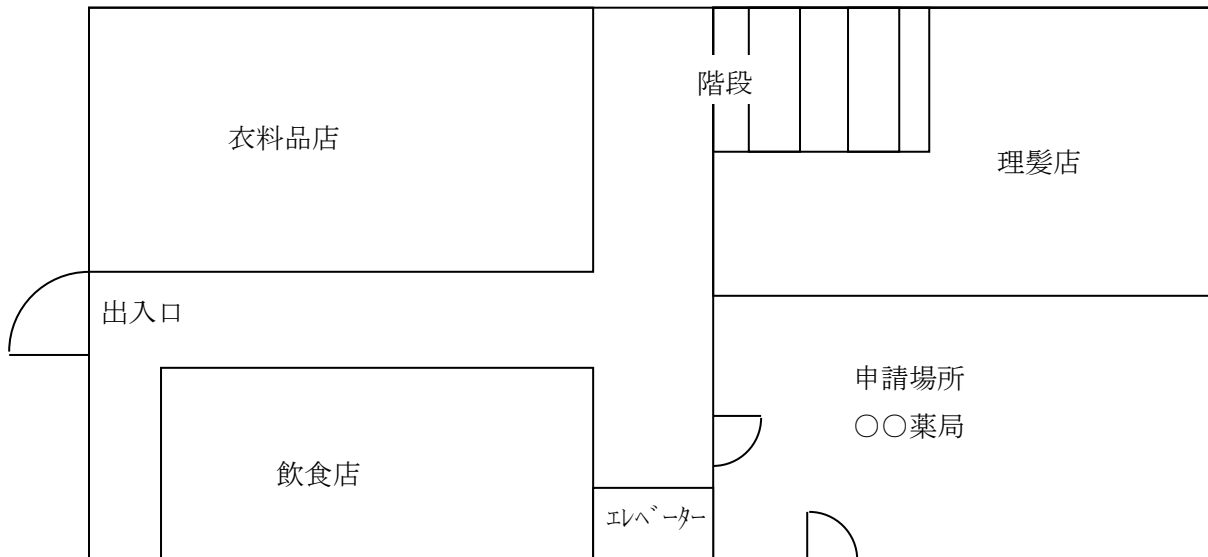 階段
衣料品店
理髪店
出入口
申請場所
○○薬局
飲食店
ｴﾚﾍﾞｰﾀｰ